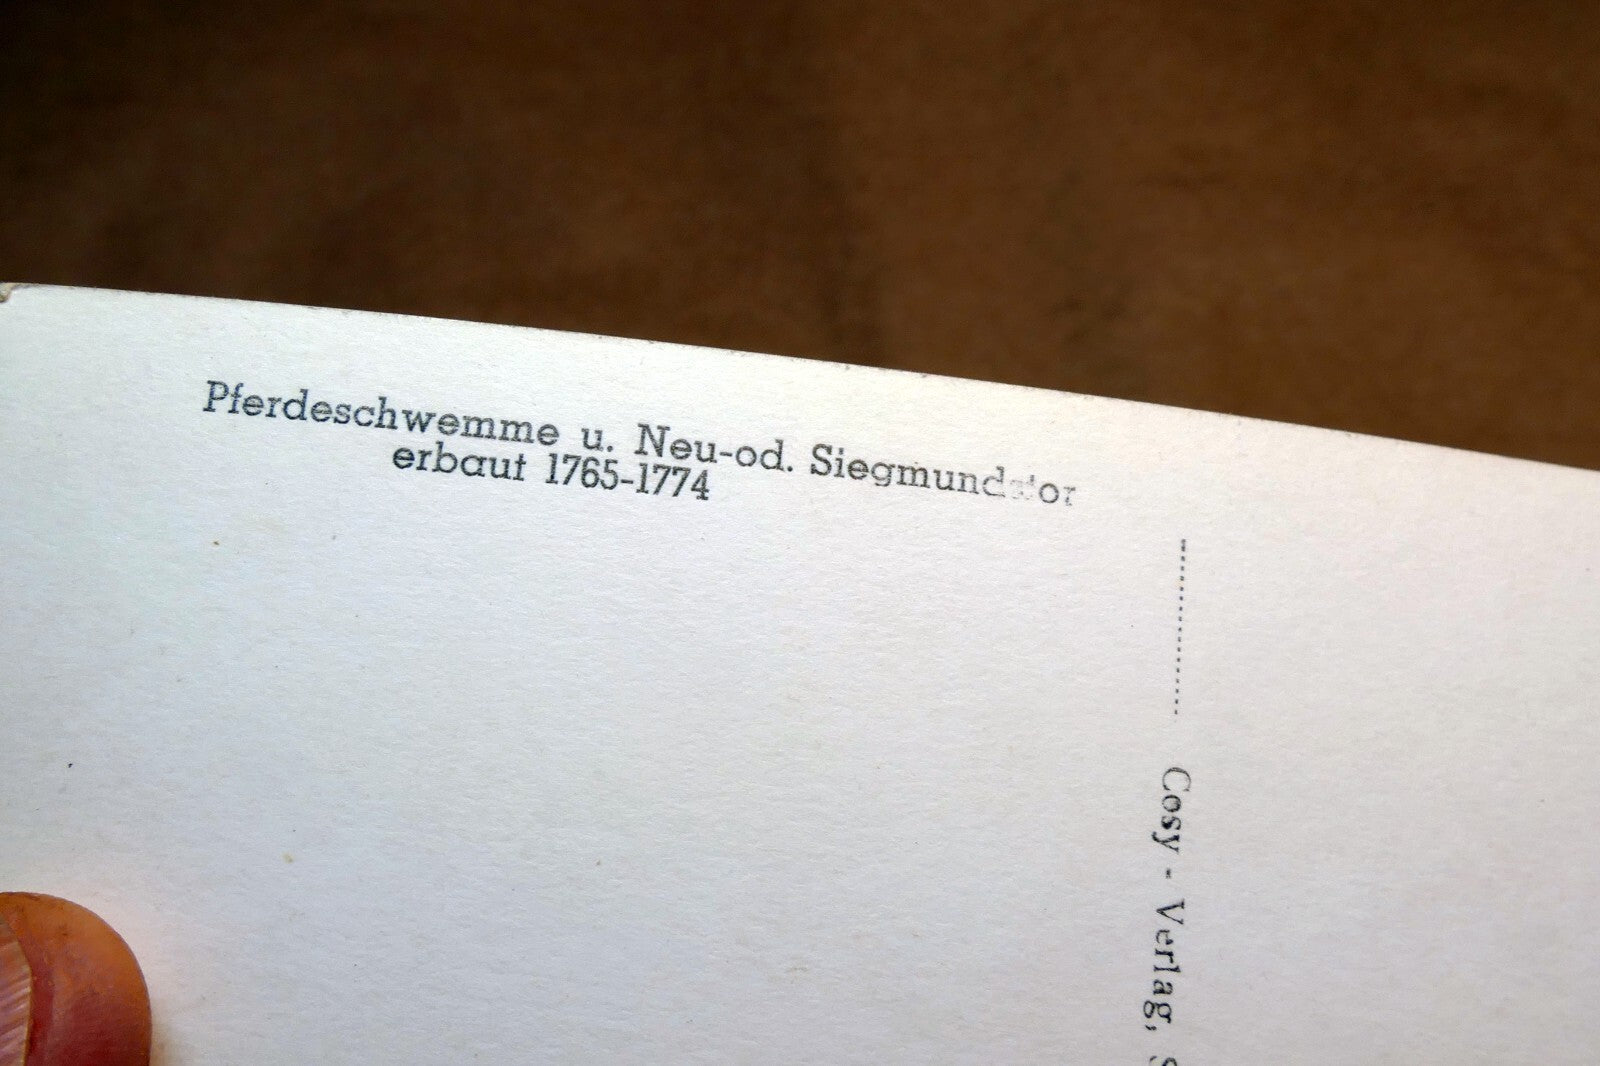 Pferdeschwemme u. Neu-od. Siegmundstor
erbaut 1765-1774
Cosy - Verlag,